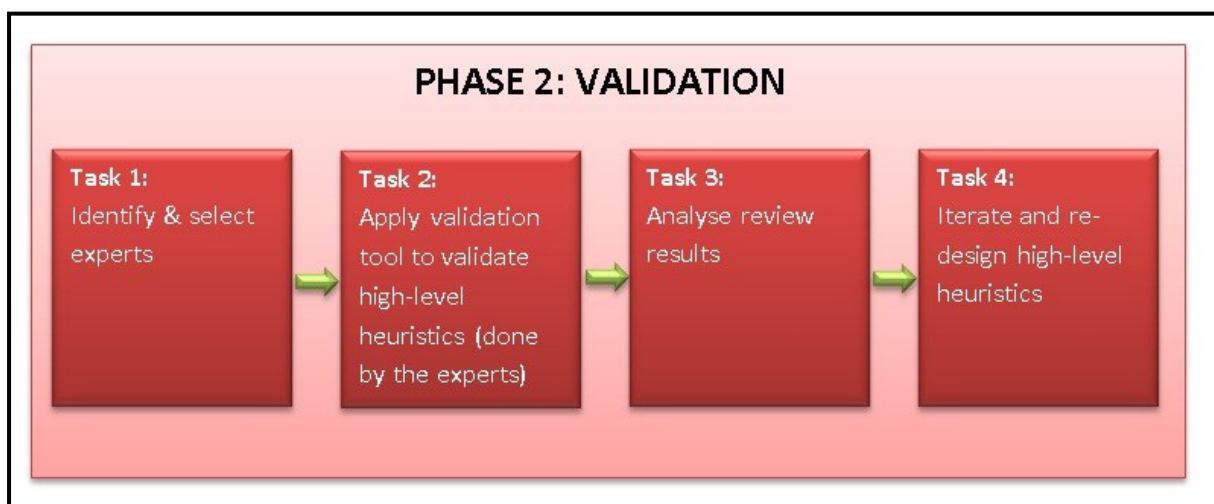 PHASE 2: VALIDATION
Task 1:
Identify & select
experts
Task 2:
Apply validation
tool to validate
high-level
heuristics (done
by the experts)
Task 3:
Analyse review
results
Task 4:
Iterate and re-
design high-level
heuristics